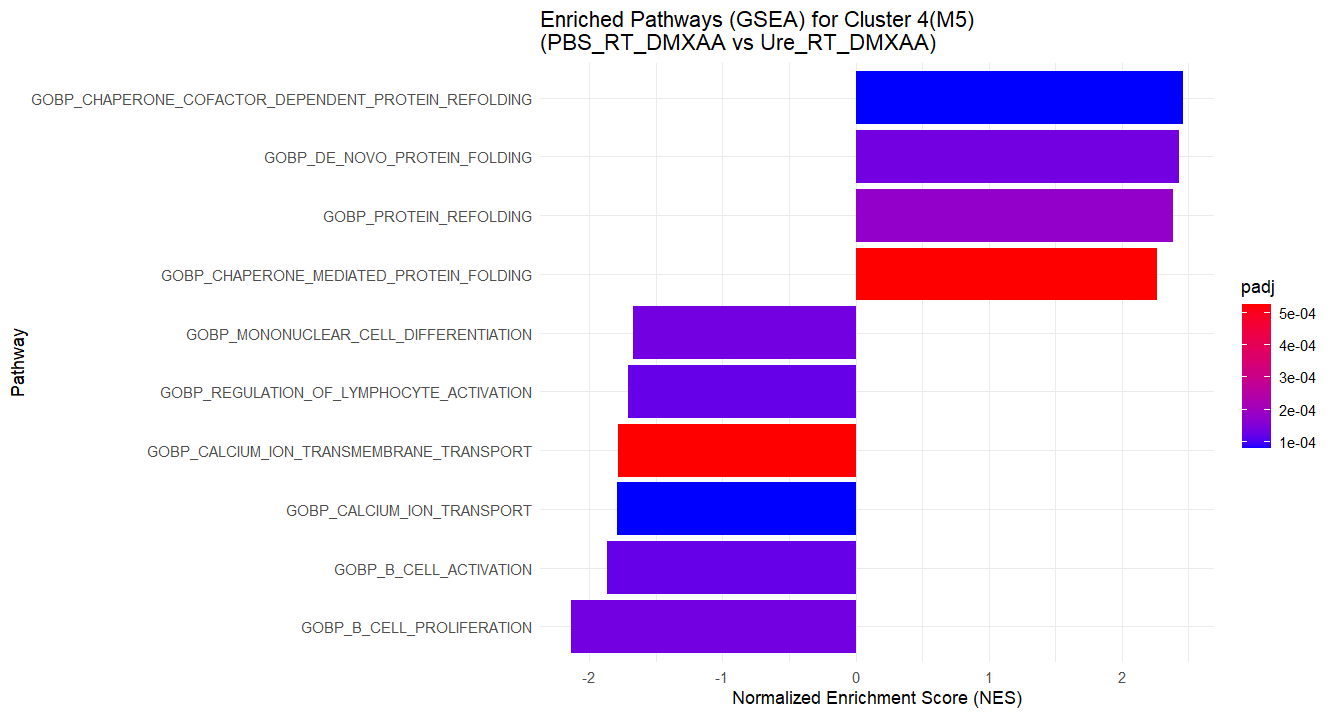 Enriched Pathways (GSEA) for Cluster 4(M5)
(PBS_RT_DMXAA vs Ure_RT_DMXAA)
Pathway
GOBP_CHAPERONE_COFACTOR_DEPENDENT_PROTEIN_REFOLDING
GOBP_DE_NOVO_PROTEIN_FOLDING
GOBP_PROTEIN_REFOLDING
GOBP_CHAPERONE_MEDIATED_PROTEIN_FOLDING
GOBP_MONONUCLEAR_CELL_DIFFERENTIATION
GOBP_REGULATION_OF_LYMPHOCYTE_ACTIVATION
GOBP_CALCIUM_ION_TRANSMEMBRANE_TRANSPORT
GOBP_CALCIUM_ION_TRANSPORT
GOBP_B_CELL_ACTIVATION
GOBP_B_CELL_PROLIFERATION
-2 -1 0 1 2
Normalized Enrichment Score (NES)
padj
5e-04
4e-04
3e-04
2e-04
1e-04